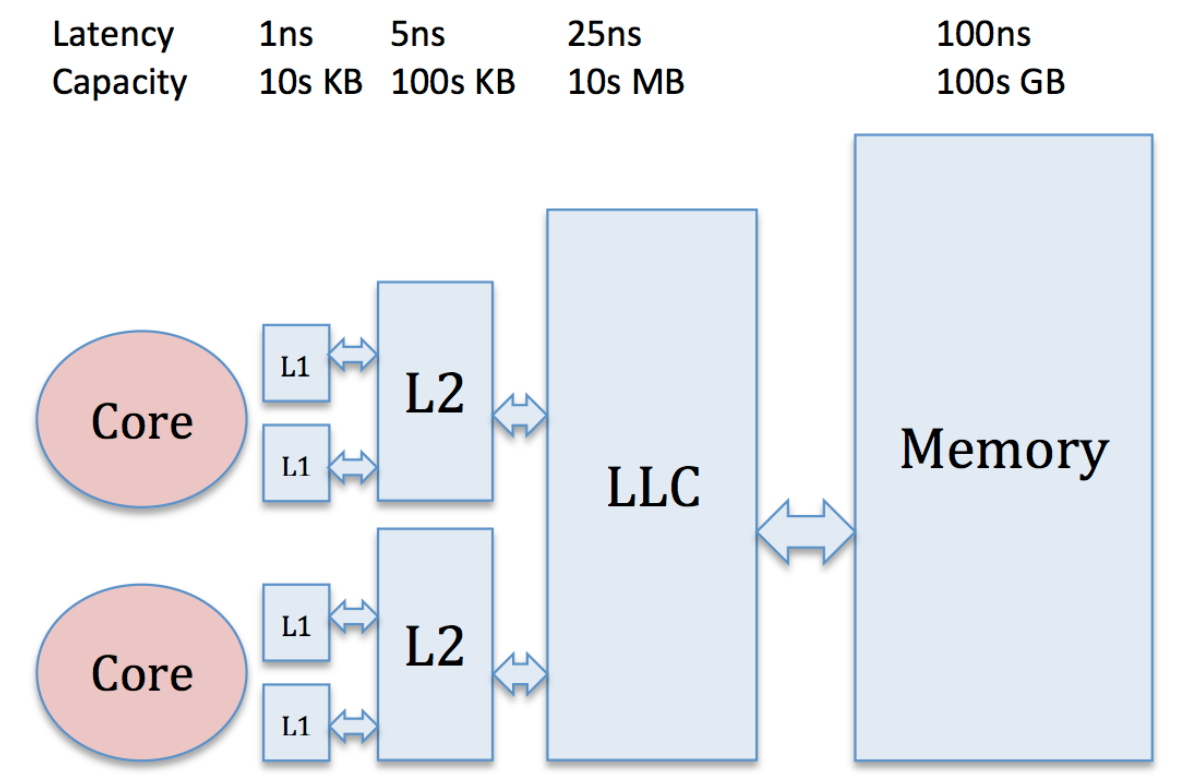 Latency 1ns 5ns 25ns 100ns
Capacity 10s KB 100s KB 10s MB 100s GB
L1
L2
Core
L1
LLC
Memory
L1
L2
Core
L1